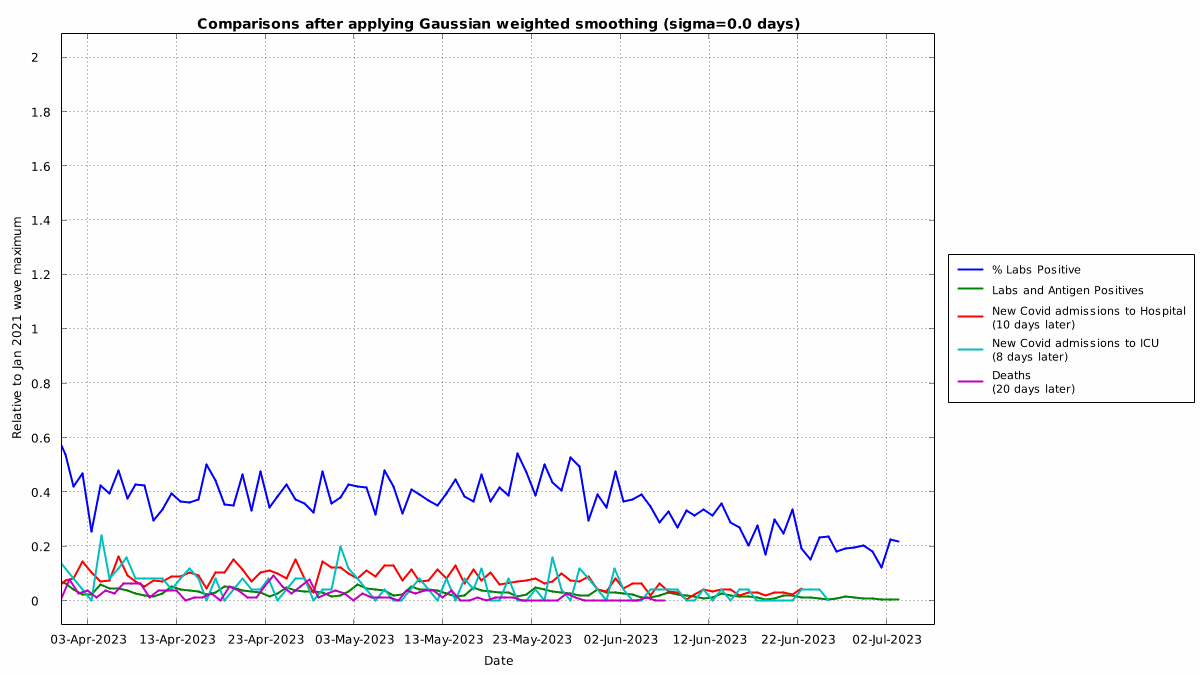 Comparisons after applying Gaussian weighted smoothing (sigma=0.0 days)
Relative to Jan 2021 wave maximum
2
1.8
1.6
1.4
1.2
1
0.8
0.6
0.4
0.2
0
03-Apr-2023 13-Apr-2023 23-Apr-2023 03-May-2023 13-May-2023 23-May-2023 02-Jun-2023 12-Jun-2023 22-Jun-2023 02-Jul-2023
Date
% Labs Positive
Labs and Antigen Positives
New Covid admissions to Hospital
(10 days later)
New Covid admissions to ICU
(8 days later)
Deaths
(20 days later)